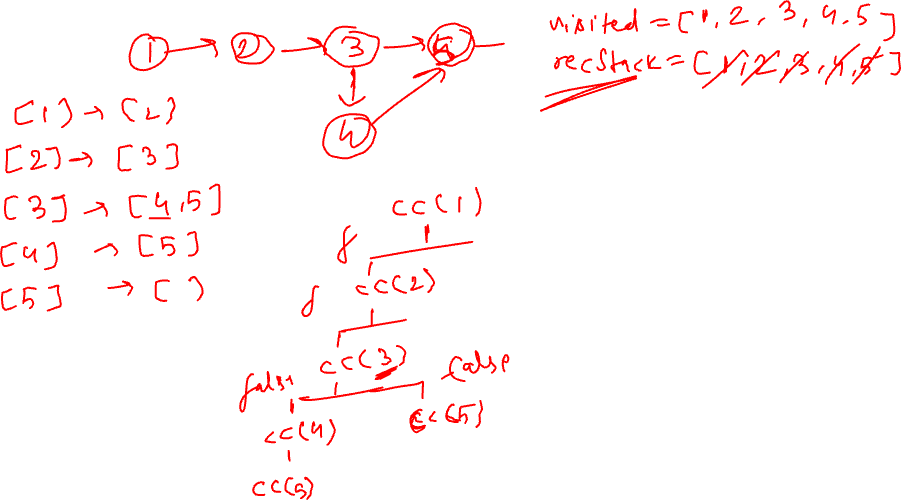 visited = [1, 2, 3, 4, 5]
recStack = [1, 2, 3, 4, 5]
1 2 3 5
4
[1] → [2]
[2] → [3]
[3] → [4, 5]
[4] → [5]
[5] → [ ]
cc(1)
f
cc(2)
f
cc(3)
false false
cc(4) cc(5)
cc(5)